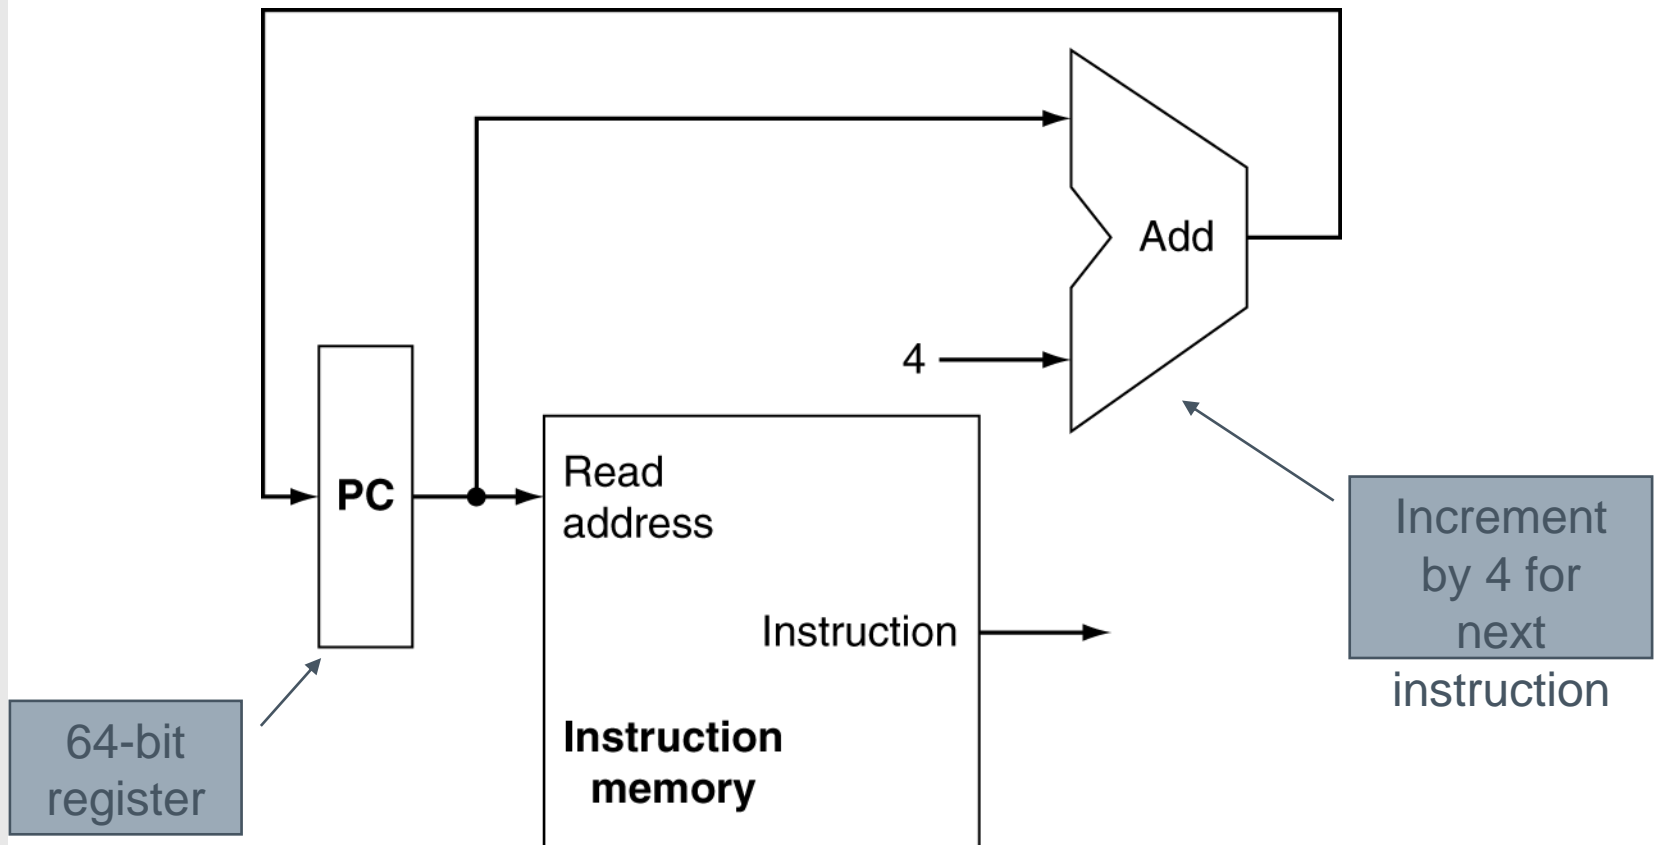 Add
4
PC
Read
address
Instruction
Instruction
memory
Increment
by 4 for
next
instruction
64-bit
register